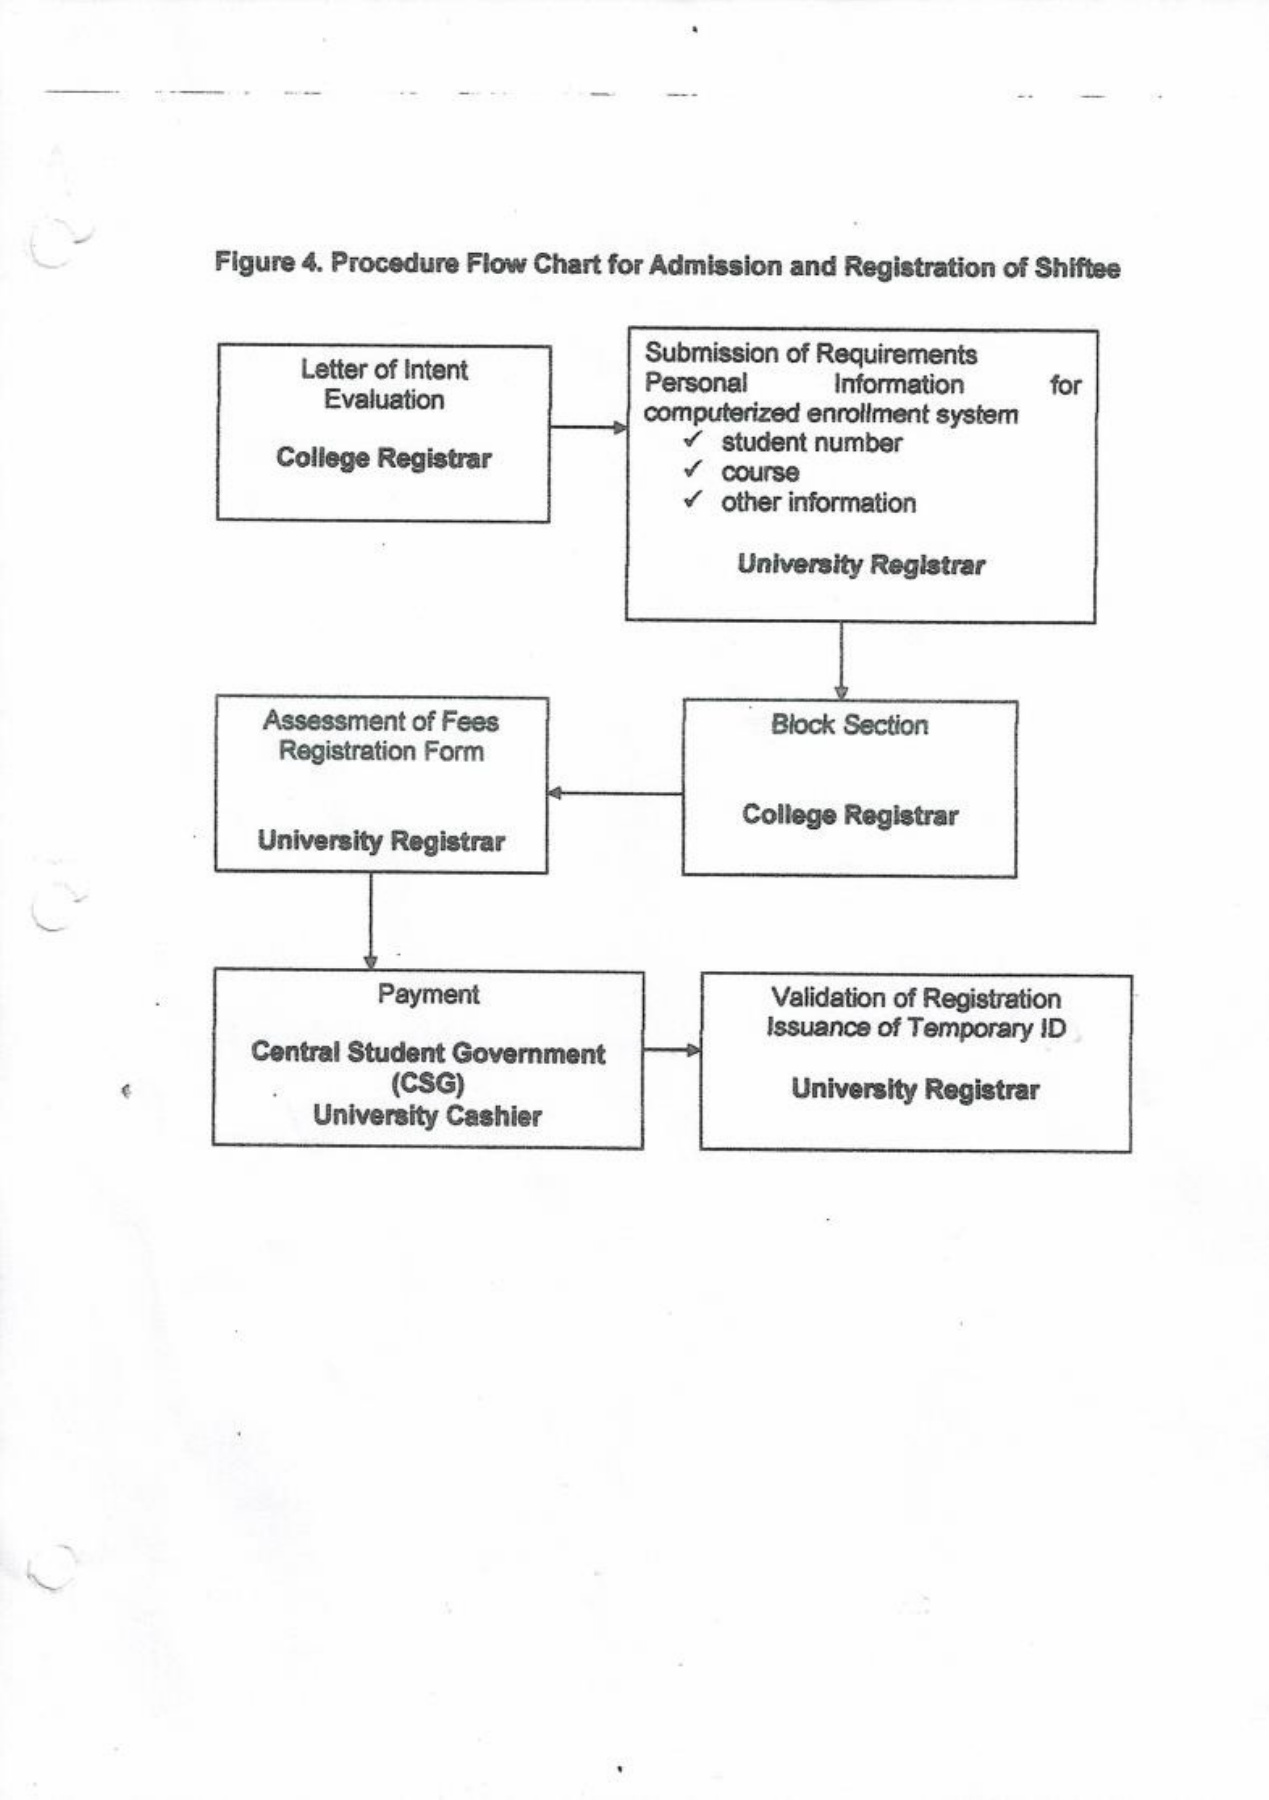 Figure 4. Procedure Flow Chart for Admission and Registration of Shiftee
Letter of Intent
Evaluation
College Registrar
Submission of Requirements
Personal Information for
computerized enrollment system
✓ student number
✓ course
✓ other information
University Registrar
Block Section
College Registrar
Assessment of Fees
Registration Form
University Registrar
Payment
Central Student Government
(CSG)
University Cashier
Validation of Registration
Issuance of Temporary ID
University Registrar